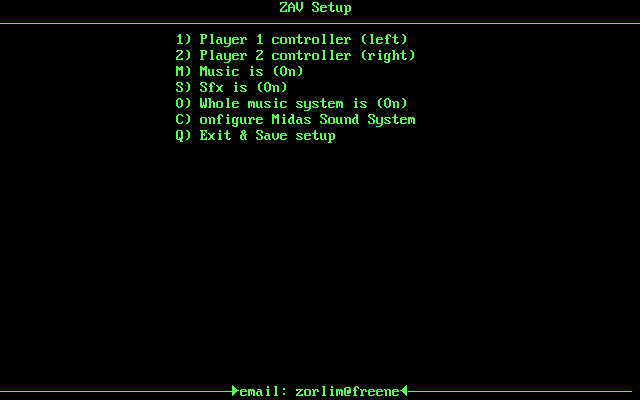 ZAV Setup
1) Player 1 controller (left)
2) Player 2 controller (right)
M) Music is (On)
S) Sfx is (On)
O) Whole music system is (On)
C) onfigure Midas Sound System
Q) Exit & Save setup
email: zorlim@freene